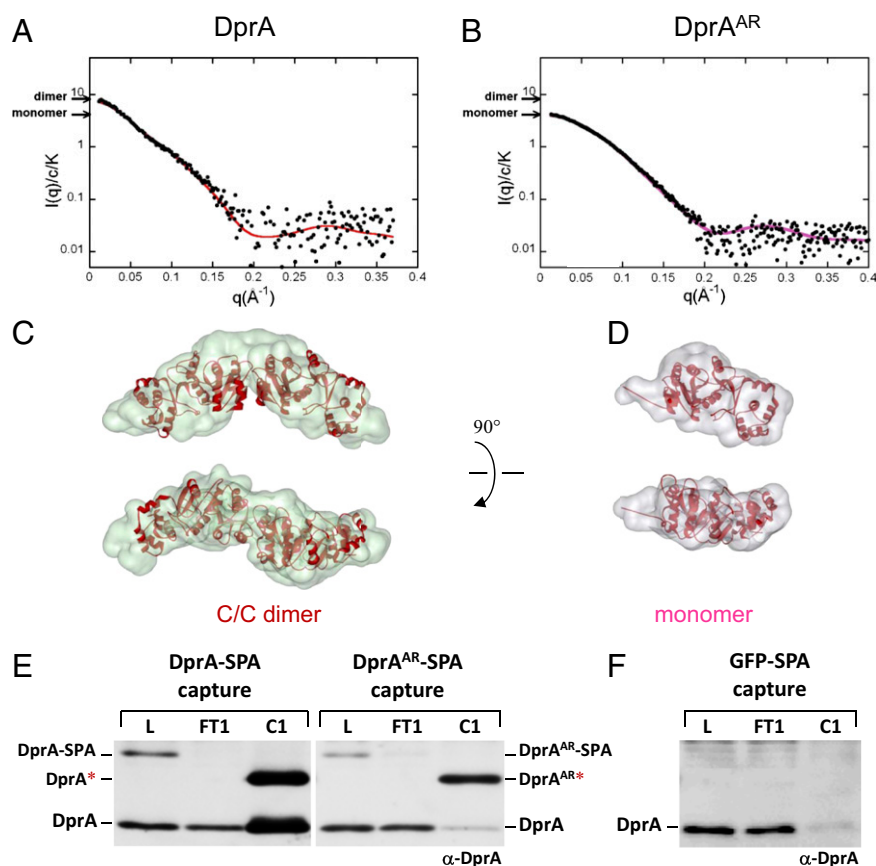 A DprA
B DprA^AR
dimer
monomer
10
1
0.1
0.01
I(q)/c/K
0 0.05 0.1 0.15 0.2 0.25 0.3 0.35 0.4
q(Å⁻¹)
dimer
monomer
10
1
0.1
0.01
I(q)/c/K
0 0.05 0.1 0.15 0.2 0.25 0.3 0.35 0.4
q(Å⁻¹)
C
D
90°
C/C dimer
monomer
E
DprA-SPA
capture
DprA^AR-SPA
capture
L FT1 C1
L FT1 C1
DprA-SPA
DprA*
DprA
DprA^AR-SPA
DprA^AR*
DprA
α-DprA
F
GFP-SPA
capture
L FT1 C1
DprA
α-DprA